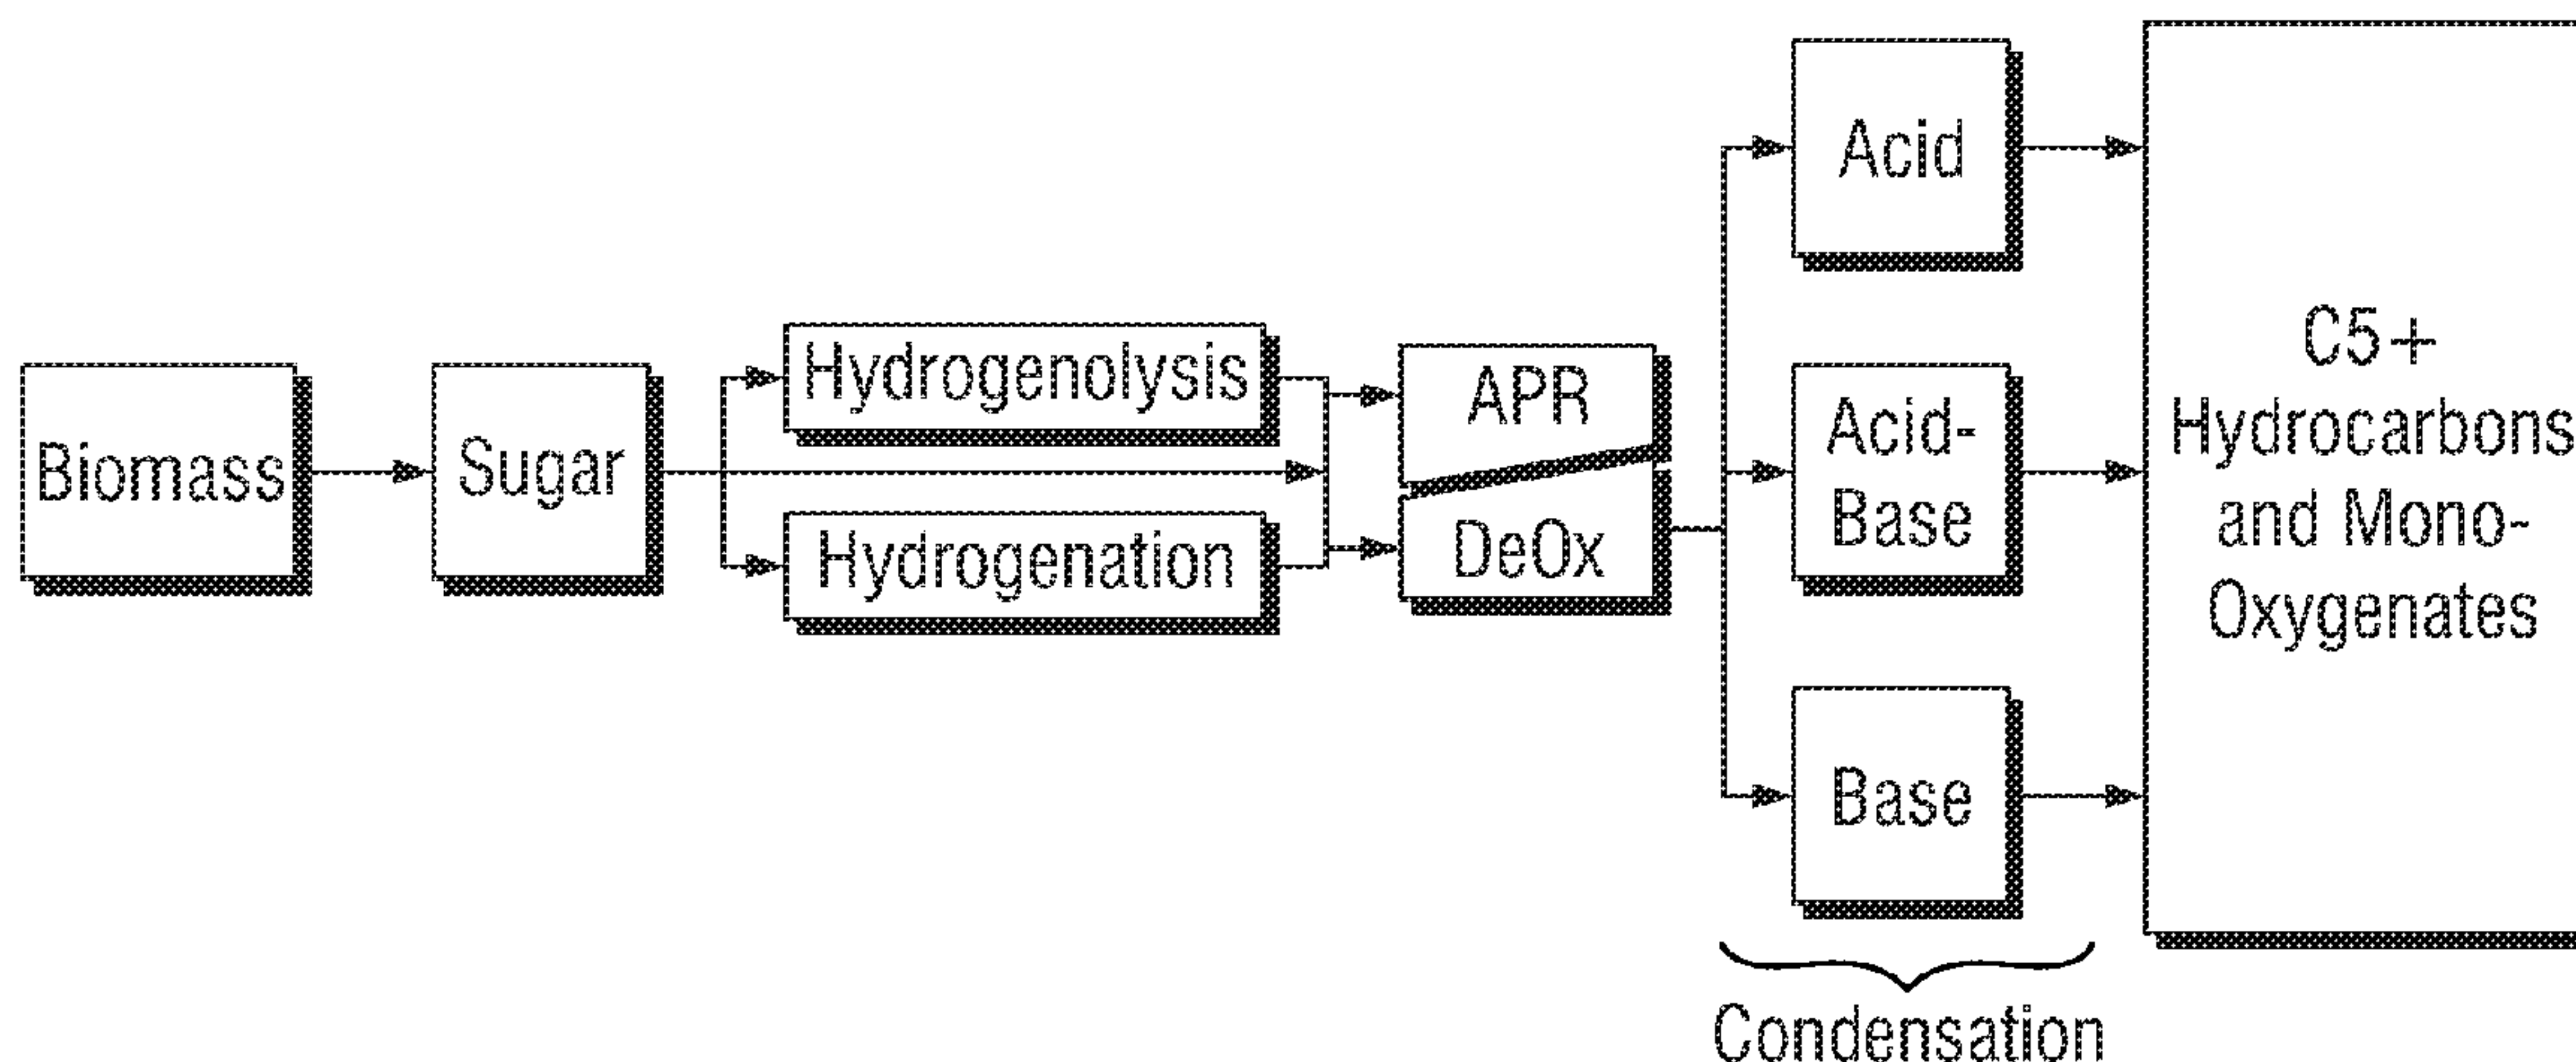 Biomass
Sugar
Hydrogenolysis
Hydrogenation
APR
DeOx
Acid
Acid-
Base
Base
Condensation
C5+
Hydrocarbons
and Mono-
Oxygenates